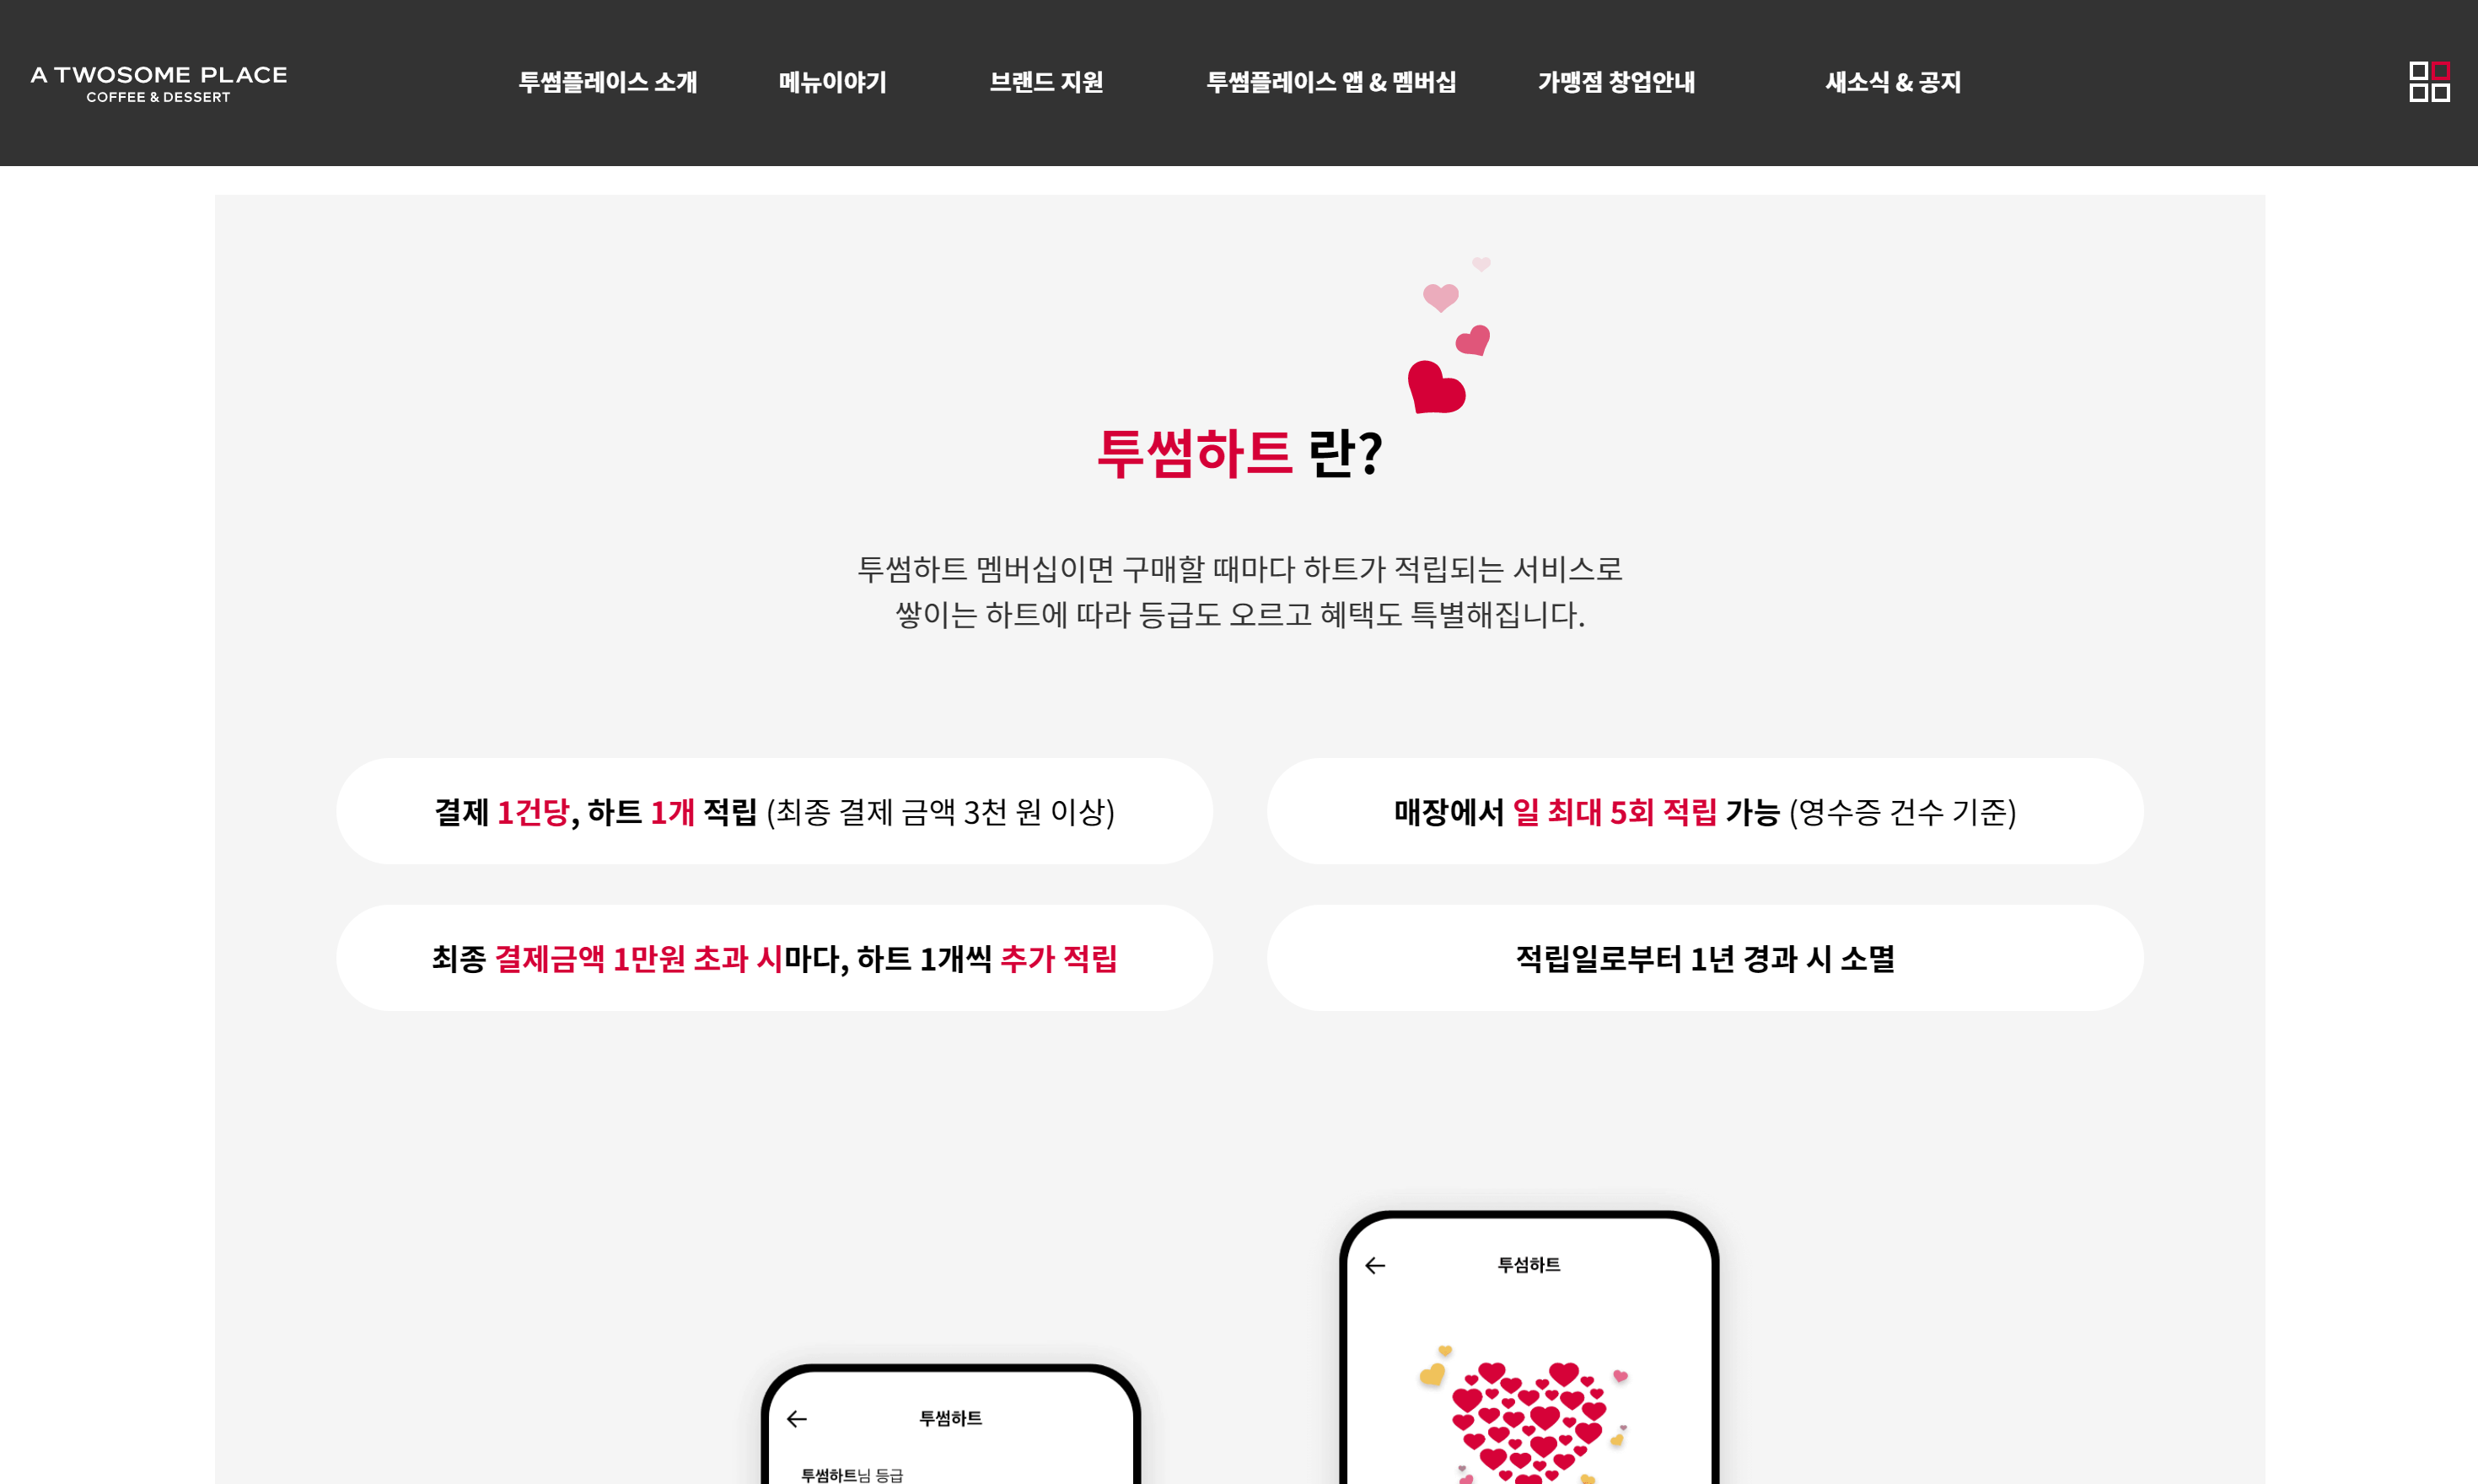 A TWOSOME PLACE
COFFEE & DESSERT
투썸플레이스 소개
메뉴이야기
브랜드 지원
투썸플레이스 앱 & 멤버십
가맹점 창업안내
새소식 & 공지
투썸하트 란?
투썸하트 멤버십이면 구매할 때마다 하트가 적립되는 서비스로
쌓이는 하트에 따라 등급도 오르고 혜택도 특별해집니다.
결제 1건당, 하트 1개 적립 (최종 결제 금액 3천 원 이상)
매장에서 일 최대 5회 적립 가능 (영수증 건수 기준)
최종 결제금액 1만원 초과 시마다, 하트 1개씩 추가 적립
적립일로부터 1년 경과 시 소멸
투섬하트
투썸하트
투썸하트님 등급